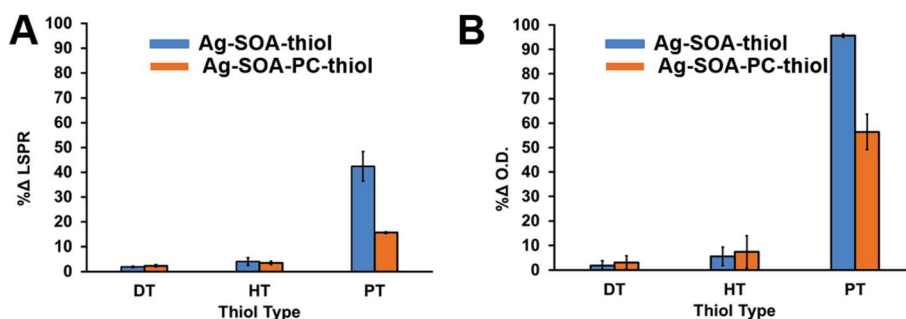 A
%Δ LSPR
100
90
80
70
60
50
40
30
20
10
0
Ag-SOA-thiol
Ag-SOA-PC-thiol
DT HT PT
Thiol Type
B
%Δ O.D.
100
90
80
70
60
50
40
30
20
10
0
Ag-SOA-thiol
Ag-SOA-PC-thiol
DT HT PT
Thiol Type